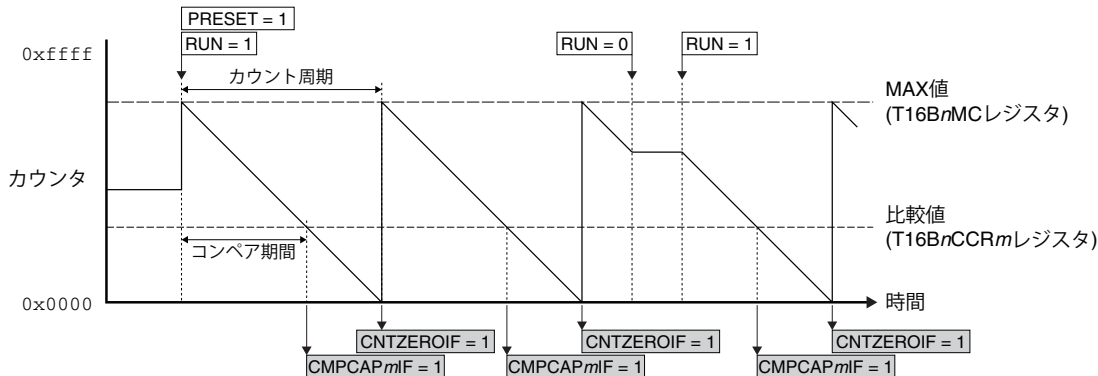 PRESET = 1
0xffff
RUN = 1
RUN = 0
RUN = 1
カウント周期
MAX値
(T16BnMCレジスタ)
カウンタ
比較値
(T16BnCCRmレジスタ)
コンペア期間
0x0000
時間
CNTZEROIF = 1
CNTZEROIF = 1
CNTZEROIF = 1
CMPCAPmIF = 1
CMPCAPmIF = 1
CMPCAPmIF = 1